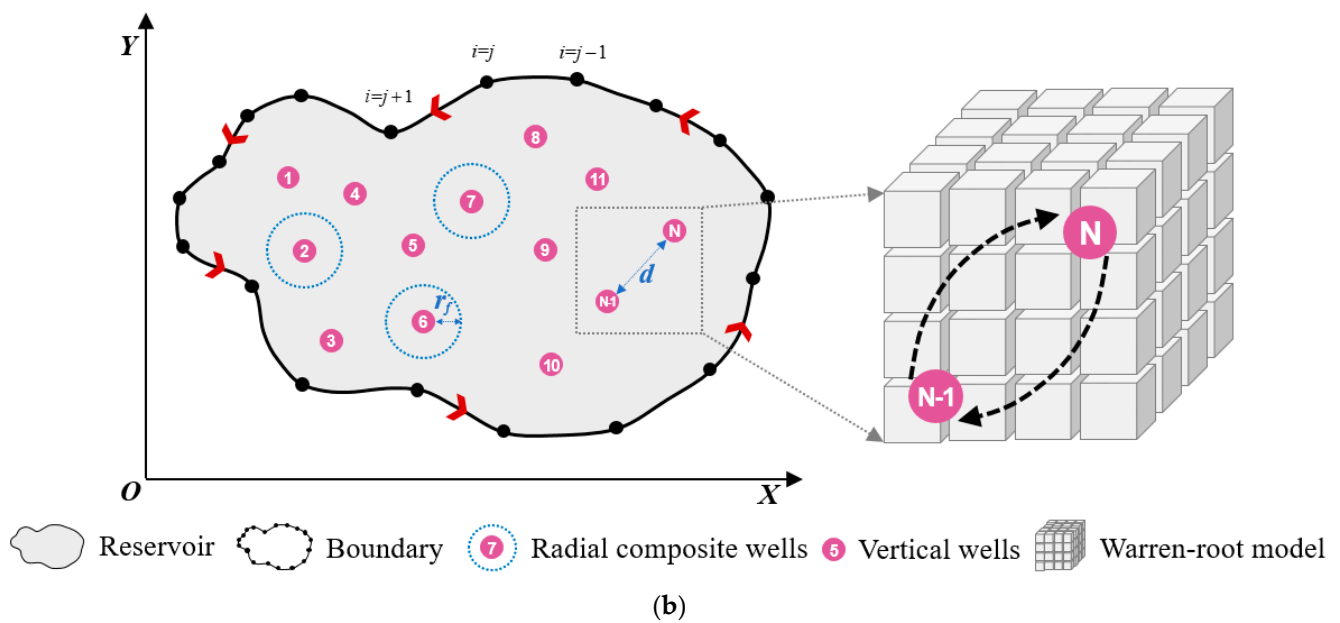 Y
i=j
i=j−1
i=j+1
8
1
4
7
11
2
5
9
N
d
N-1
6
r_f
3
10
O
X
N
N-1
Reservoir
Boundary
7 Radial composite wells
5 Vertical wells
Warren-root model
(b)